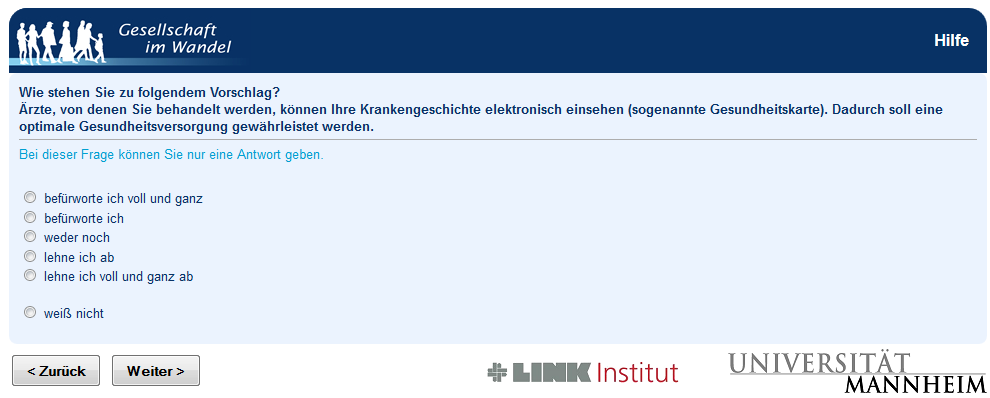 Gesellschaft
im Wandel
Hilfe
Wie stehen Sie zu folgendem Vorschlag?
Ärzte, von denen Sie behandelt werden, können Ihre Krankengeschichte elektronisch einsehen (sogenannte Gesundheitskarte). Dadurch soll eine
optimale Gesundheitsversorgung gewährleistet werden.
Bei dieser Frage können Sie nur eine Antwort geben.
befürworte ich voll und ganz
befürworte ich
weder noch
lehne ich ab
lehne ich voll und ganz ab
weiß nicht
< Zurück
Weiter >
LINK Institut
UNIVERSITÄT
MANNHEIM